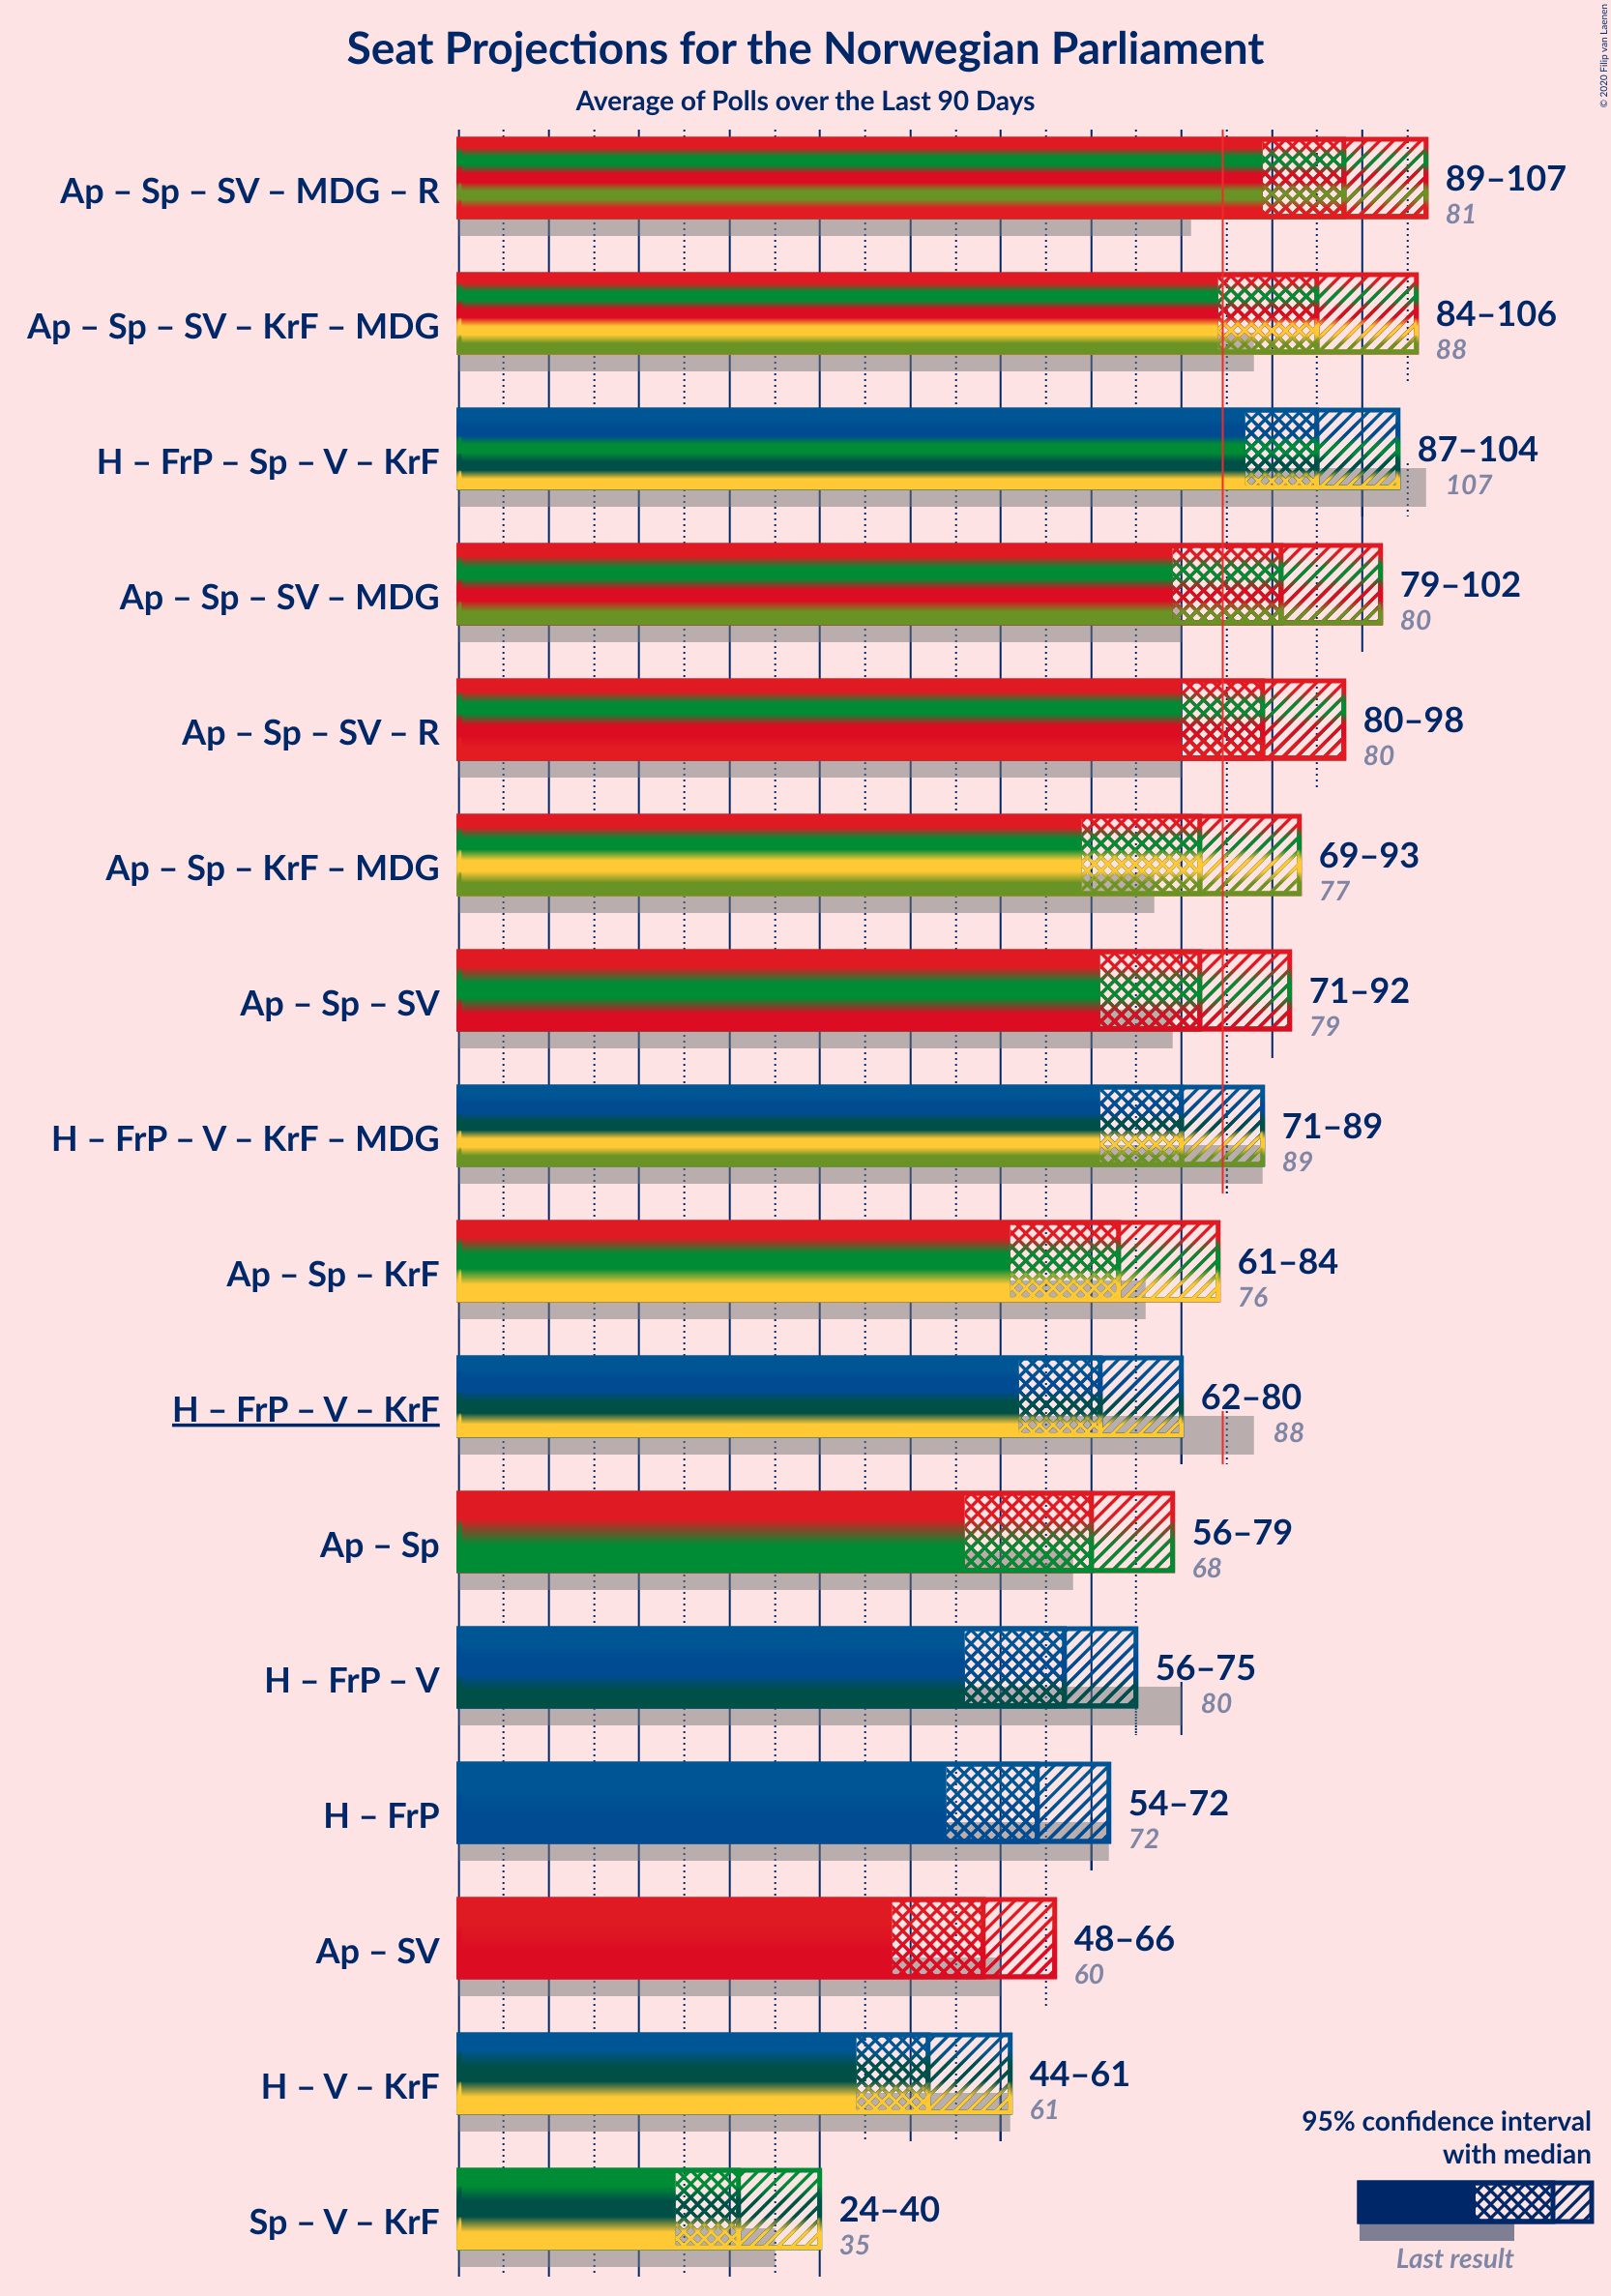 Seat Projections for the Norwegian Parliament
Average of Polls over the Last 90 Days
© 2020 Filip van Laenen
Ap – Sp – SV – MDG – R
89–107
81
Ap – Sp – SV – KrF – MDG
84–106
88
H – FrP – Sp – V – KrF
87–104
107
Ap – Sp – SV – MDG
79–102
80
Ap – Sp – SV – R
80–98
80
Ap – Sp – KrF – MDG
69–93
77
Ap – Sp – SV
71–92
79
H – FrP – V – KrF – MDG
71–89
89
Ap – Sp – KrF
61–84
76
H – FrP – V – KrF
62–80
88
Ap – Sp
56–79
68
H – FrP – V
56–75
80
H – FrP
54–72
72
Ap – SV
48–66
60
H – V – KrF
44–61
61
Sp – V – KrF
24–40
35
95% confidence interval
with median
Last result